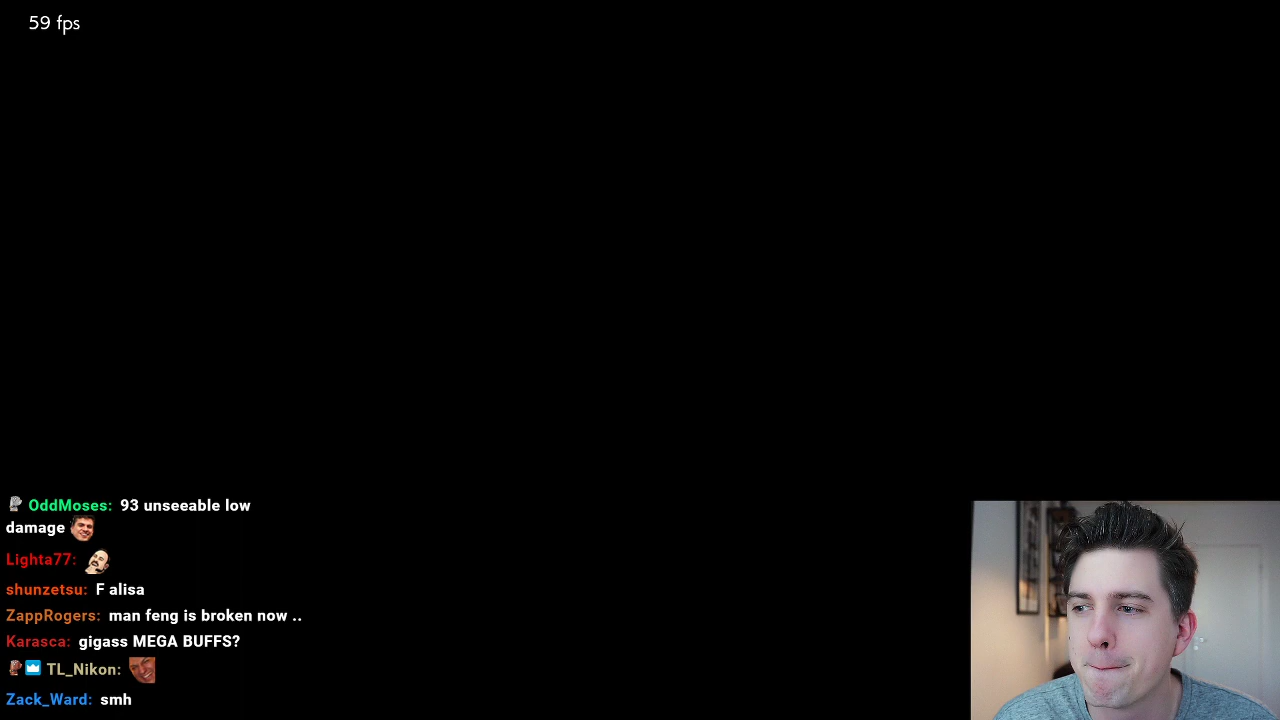 59 fps
OddMoses: 93 unseeable low
damage
Lighta77:
shunzetsu: F alisa
ZappRogers: man feng is broken now ..
Karasca: gigass MEGA BUFFS?
TL_Nikon:
Zack_Ward: smh